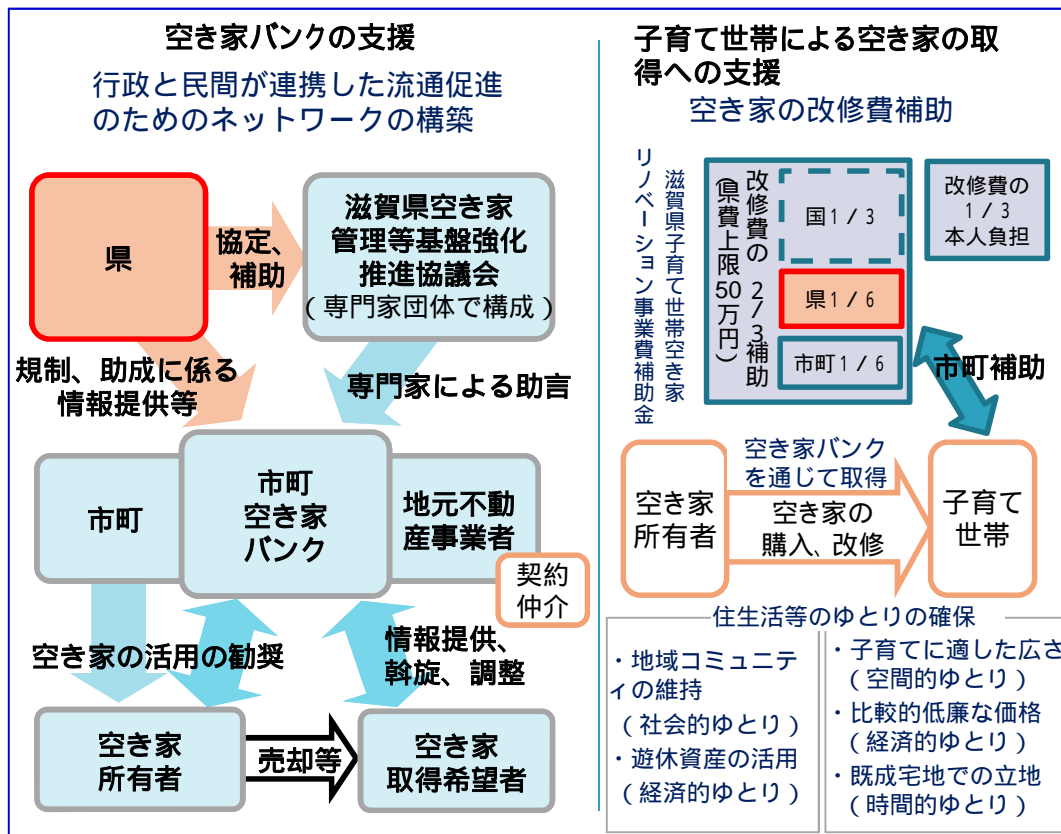 空き家バンクの支援
行政と民間が連携した流通促進
のためのネットワークの構築
県
協定、
補助
滋賀県空き家
管理等基盤強化
推進協議会
(専門家団体で構成)
規制、助成に係る
情報提供等
専門家による助言
市町
市町
空き家
バンク
地元不動
産事業者
契約
仲介
空き家の活用の勧奨
情報提供、
斡旋、調整
空き家
所有者
売却等
空き家
取得希望者
子育て世帯による空き家の取
得への支援
空き家の改修費補助
滋賀県子育て世帯空き家
リノベーション事業費補助金
改修費の2/3補助
(県費上限50万円)
国1/3
県1/6
市町1/6
改修費の
1/3
本人負担
市町補助
空き家
所有者
空き家バンク
を通じて取得
空き家の
購入、改修
子育て
世帯
住生活等のゆとりの確保
・地域コミュニテ
ィの維持
(社会的ゆとり)
・遊休資産の活用
(経済的ゆとり)
・子育てに適した広さ
(空間的ゆとり)
・比較的低廉な価格
(経済的ゆとり)
・既成宅地での立地
(時間的ゆとり)